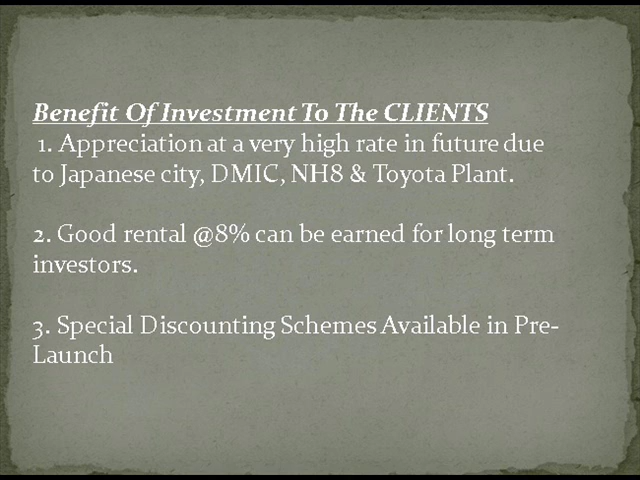 Benefit Of Investment To The CLIENTS
1. Appreciation at a very high rate in future due
to Japanese city, DMIC, NH8 & Toyota Plant.
2. Good rental @8% can be earned for long term
investors.
3. Special Discounting Schemes Available in Pre-
Launch